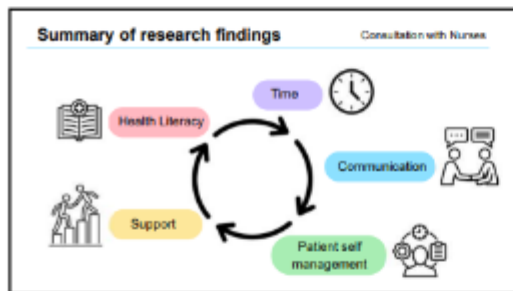 Summary of research findings
Consultation with Nurses
Time
Health Literacy
Communication
Support
Patient self
management